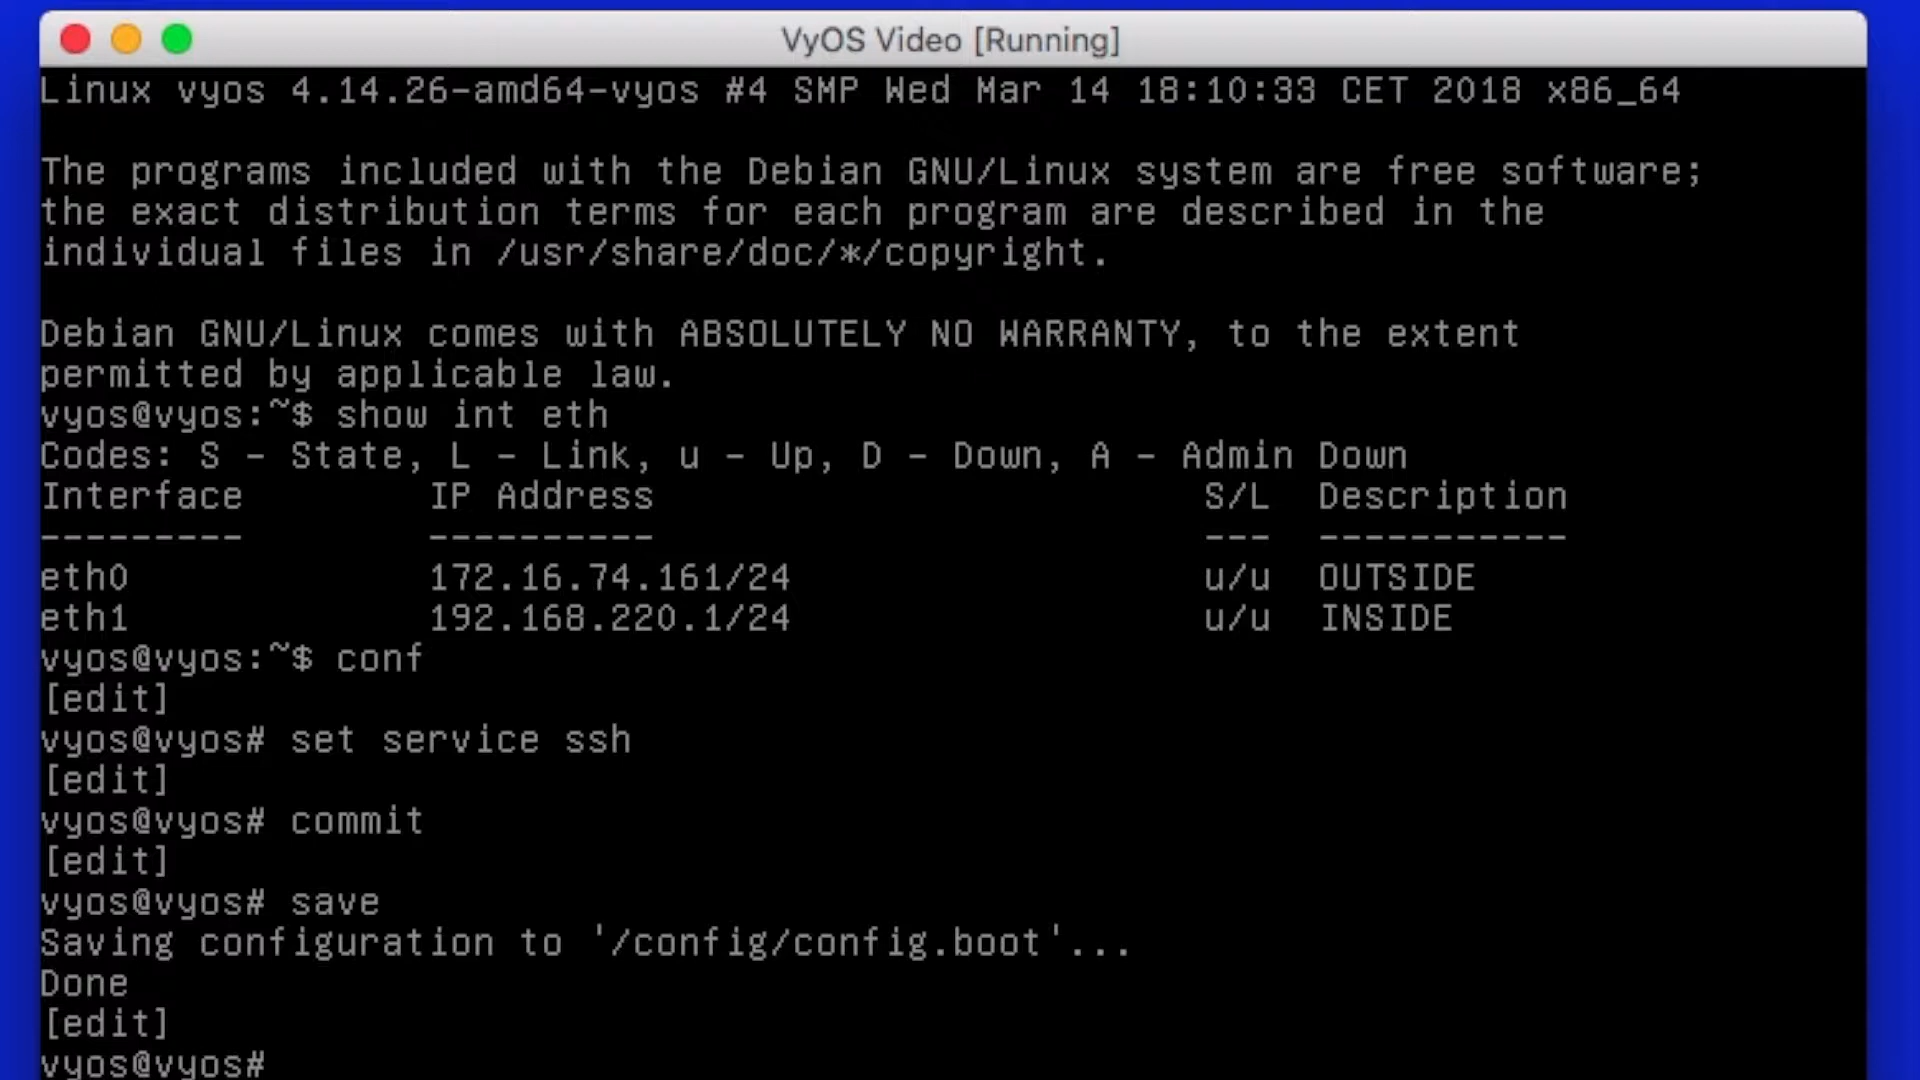 VyOS Video [Running]
Linux vyos 4.14.26-amd64-vyos #4 SMP Wed Mar 14 18:10:33 CET 2018 x86_64
The programs included with the Debian GNU/Linux system are free software;
the exact distribution terms for each program are described in the
individual files in /usr/share/doc/*/copyright.
Debian GNU/Linux comes with ABSOLUTELY NO WARRANTY, to the extent
permitted by applicable law.
vyos@vyos:~$ show int eth
Codes: S - State, L - Link, u - Up, D - Down, A - Admin Down
Interface IP Address S/L Description
--------- ---------- --- -----------
eth0 172.16.74.161/24 u/u OUTSIDE
eth1 192.168.220.1/24 u/u INSIDE
vyos@vyos:~$ conf
[edit]
vyos@vyos# set service ssh
[edit]
vyos@vyos# commit
[edit]
vyos@vyos# save
Saving configuration to '/config/config.boot'...
Done
[edit]
vyos@vyos#